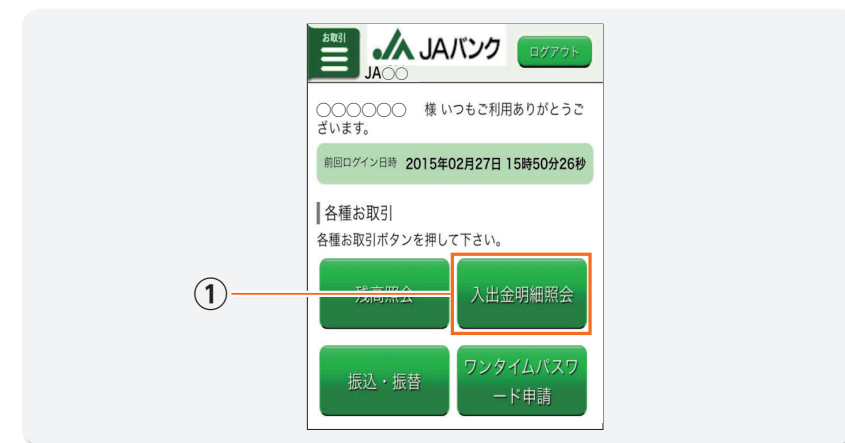 お取引
JAバンク
ログアウト
JA○○
○○○○○○ 様 いつもご利用ありがとうご
ざいます。
前回ログイン日時 2015年02月27日 15時50分26秒
各種お取引
各種お取引ボタンを押して下さい。
①
残高照会
入出金明細照会
振込・振替
ワンタイムパスワ
ード申請